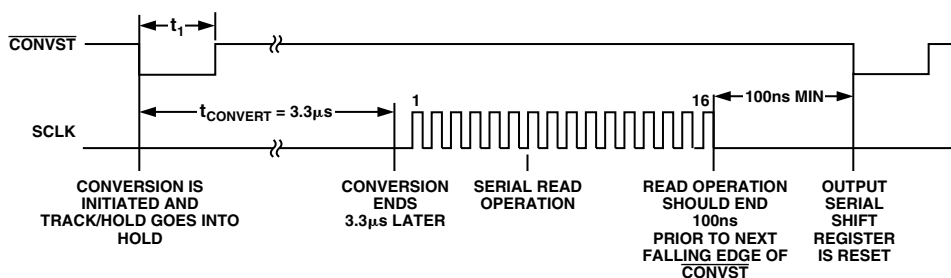 t1
CONVST
tCONVERT = 3.3µs
1
16
100ns MIN
SCLK
CONVERSION IS
INITIATED AND
TRACK/HOLD GOES INTO
HOLD
CONVERSION
ENDS
3.3µs LATER
SERIAL READ
OPERATION
READ OPERATION
SHOULD END
100ns
PRIOR TO NEXT
FALLING EDGE OF
CONVST
OUTPUT
SERIAL
SHIFT
REGISTER
IS RESET